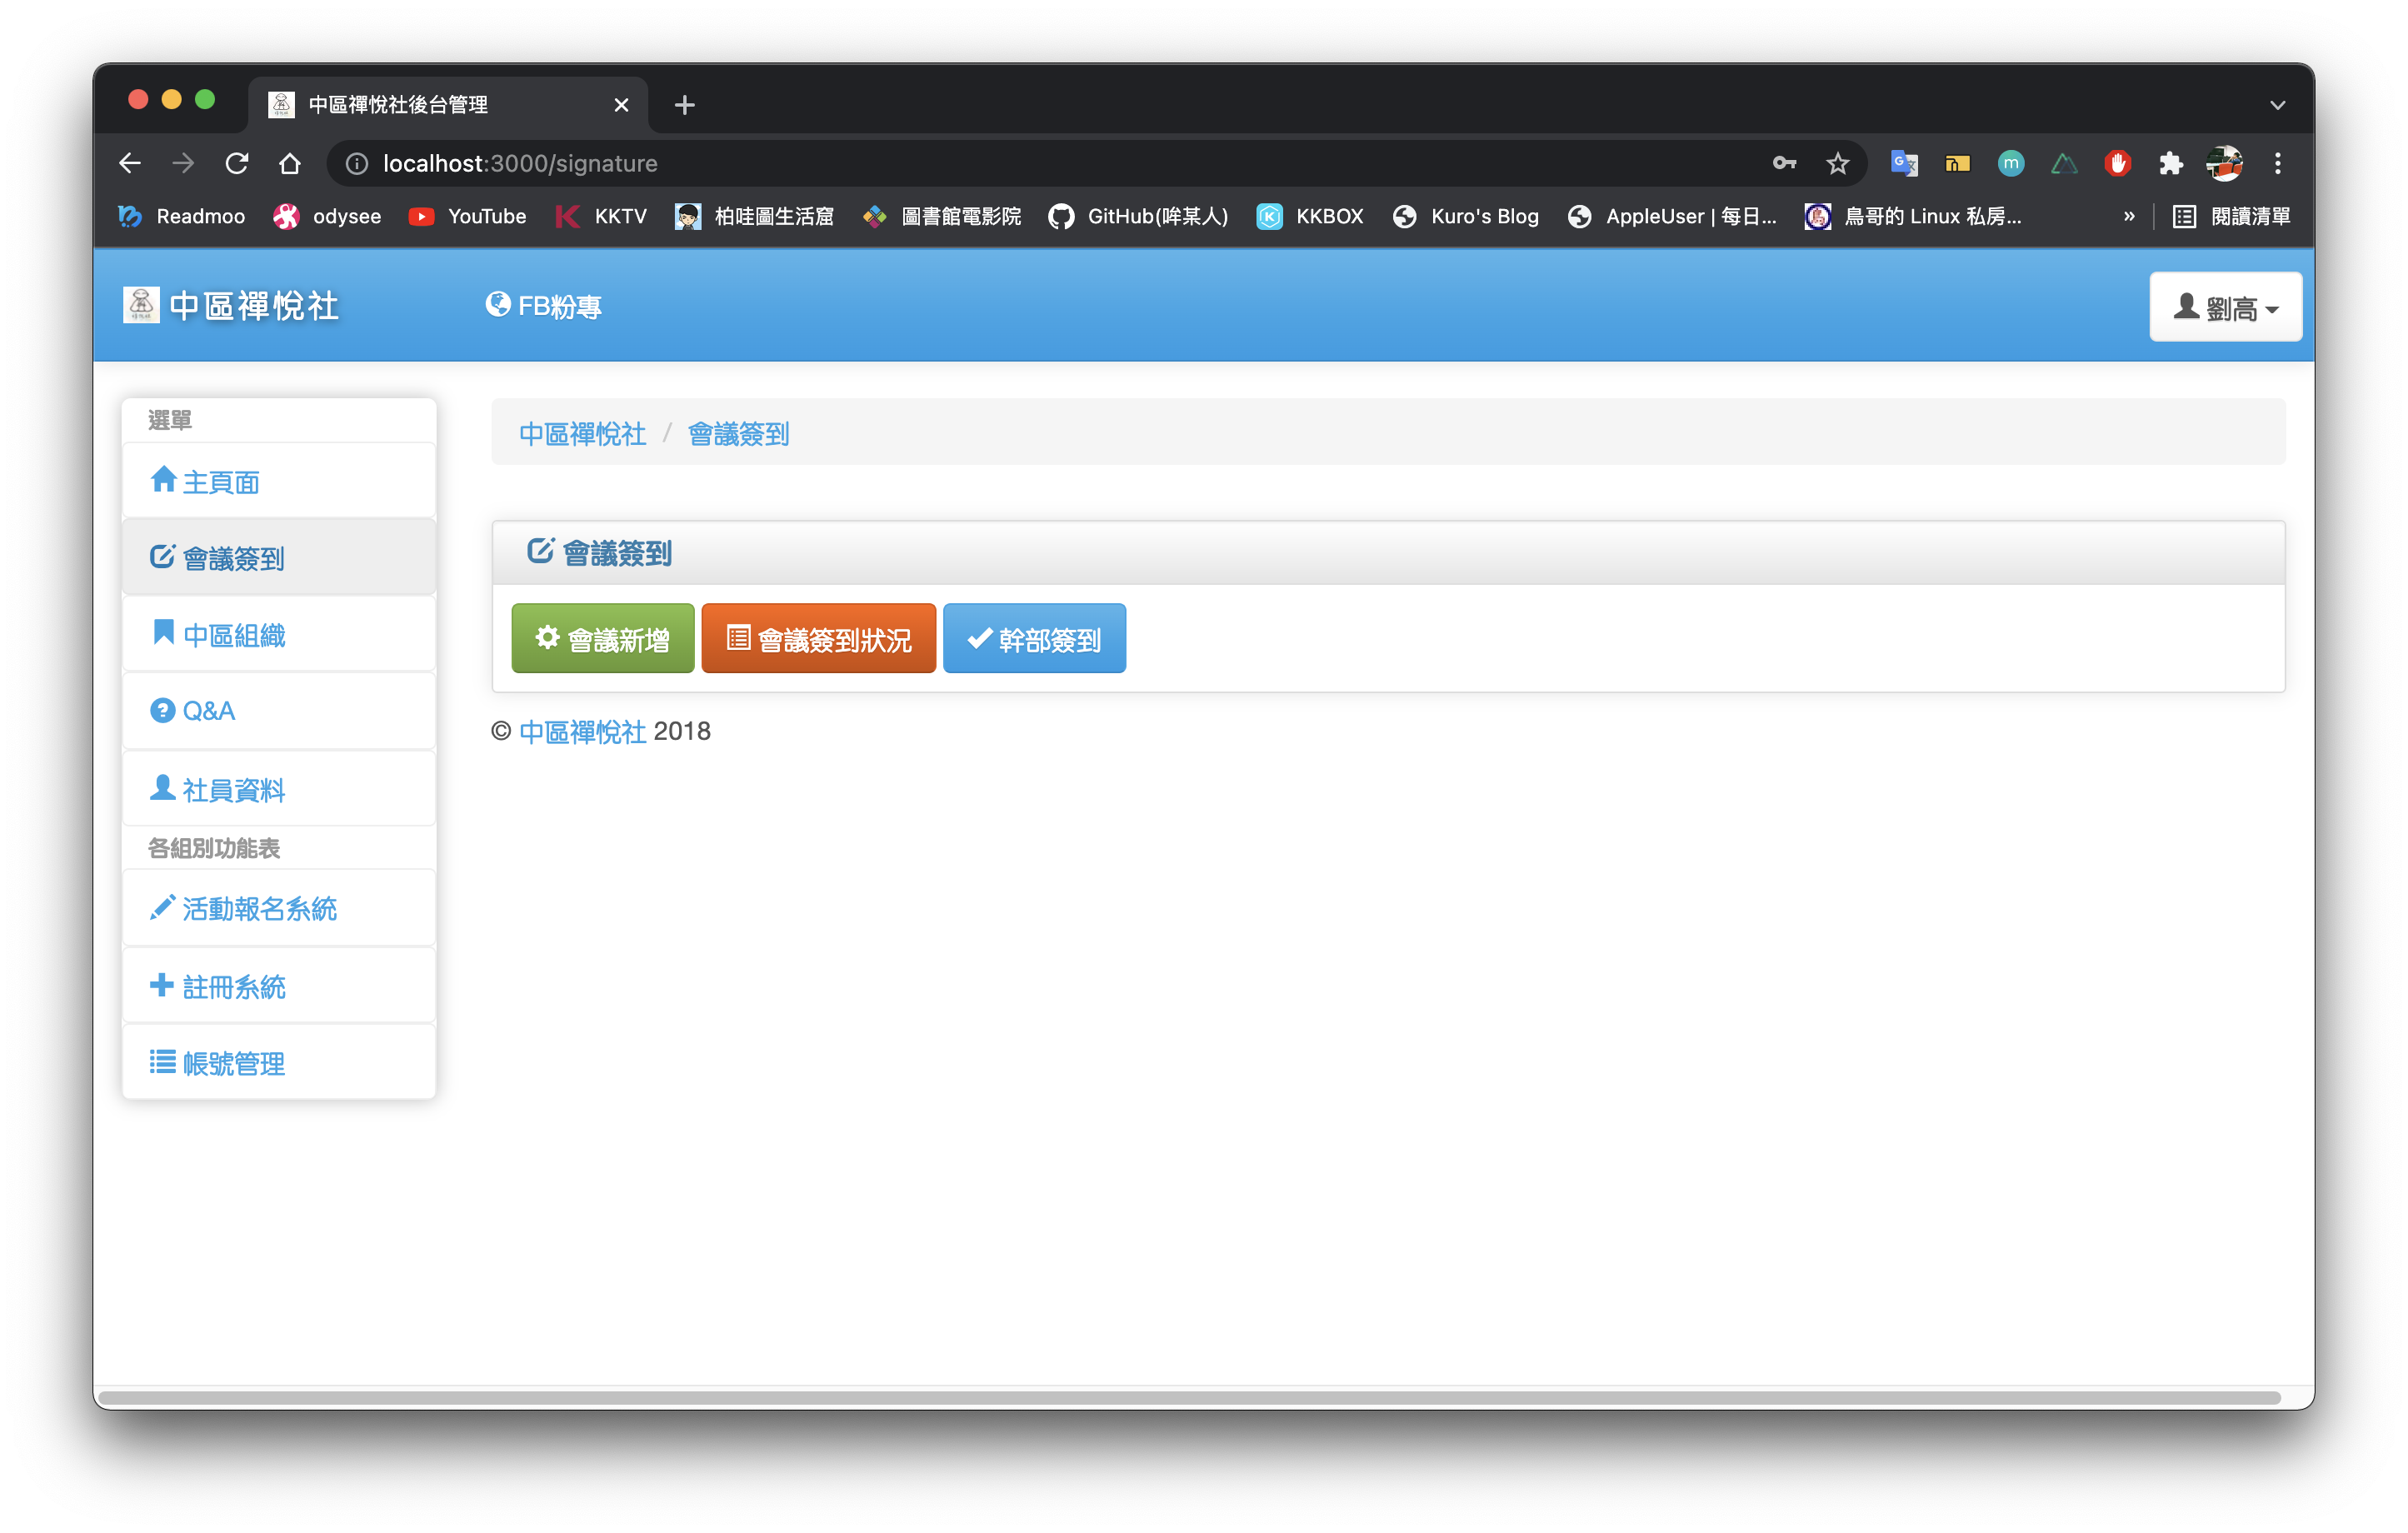 中區禪悅社後台管理
localhost:3000/signature
Readmoo odysee YouTube KKTV 柏哇圖生活窩 圖書館電影院 GitHub(哞某人) KKBOX Kuro's Blog AppleUser | 每日... 鳥哥的 Linux 私房... » 閱讀清單
中區禪悅社 FB粉專 劉高
選單
主頁面
會議簽到
中區組織
Q&A
社員資料
各組別功能表
活動報名系統
註冊系統
帳號管理
中區禪悅社 / 會議簽到
會議簽到
會議新增 會議簽到狀況 幹部簽到
© 中區禪悅社 2018